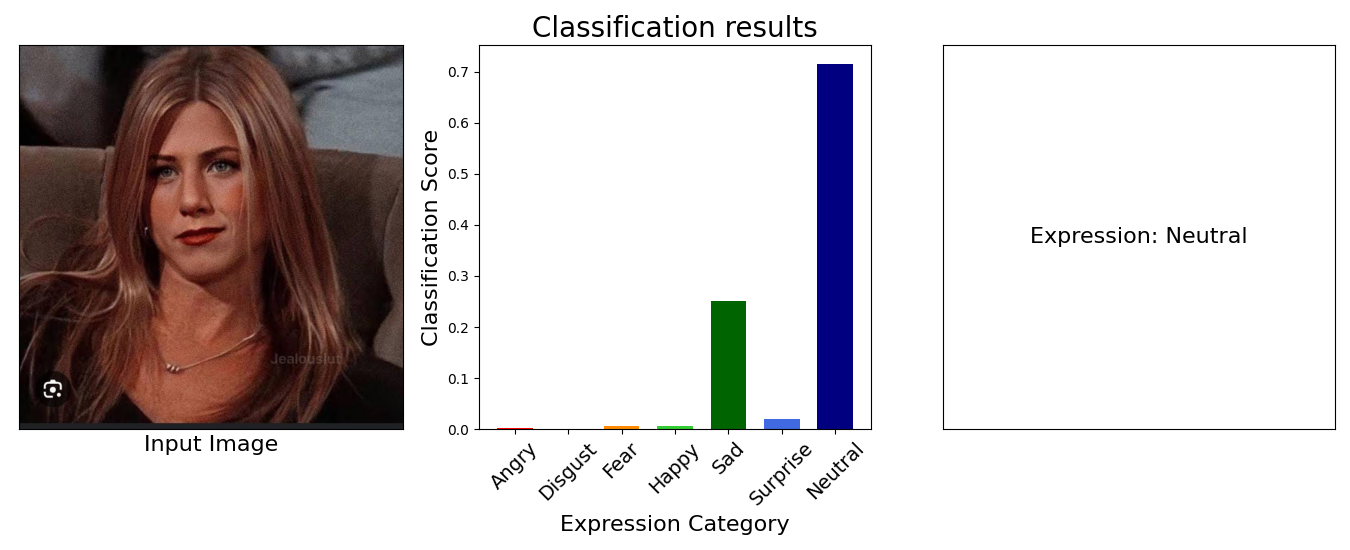 Classification results
Jealousiur
Input Image
Classification Score
0.7
0.6
0.5
0.4
0.3
0.2
0.1
0.0
Angry
Disgust
Fear
Happy
Sad
Surprise
Neutral
Expression Category
Expression: Neutral